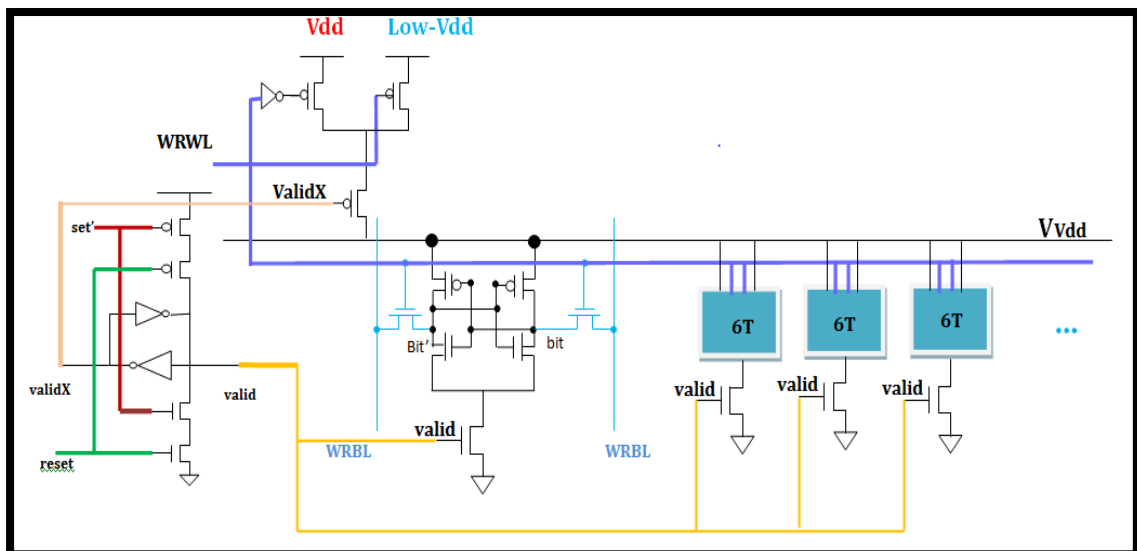 Vdd
Low-Vdd
WRWL
ValidX
set'
VVdd
6T
6T
6T
...
Bit'
bit
validX
valid
valid
valid
valid
valid
WRBL
WRBL
reset